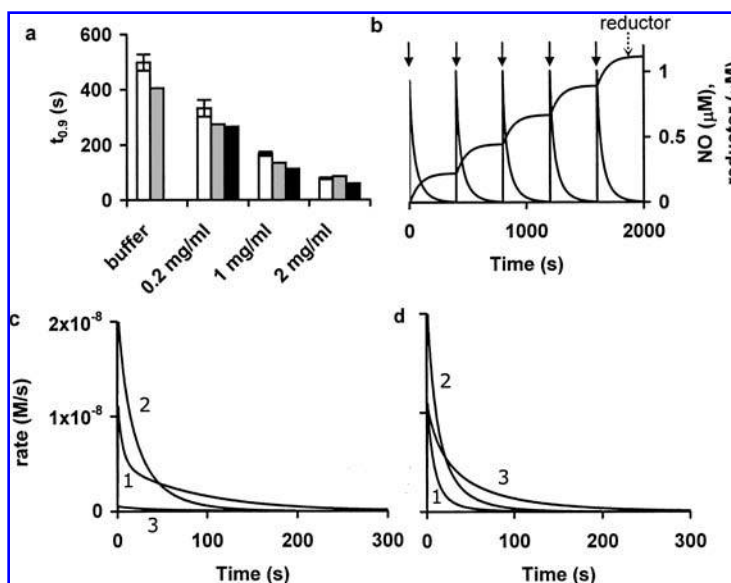 a
600
400
200
0
t0.9 (s)
buffer
0.2 mg/ml
1 mg/ml
2 mg/ml
b
reductor
1
0.5
0
NO (μM),
0
1000
2000
Time (s)
c
2x10-8
1x10-8
0
rate (M/s)
1
2
3
0
100
200
300
Time (s)
d
2
3
1
0
100
200
300
Time (s)